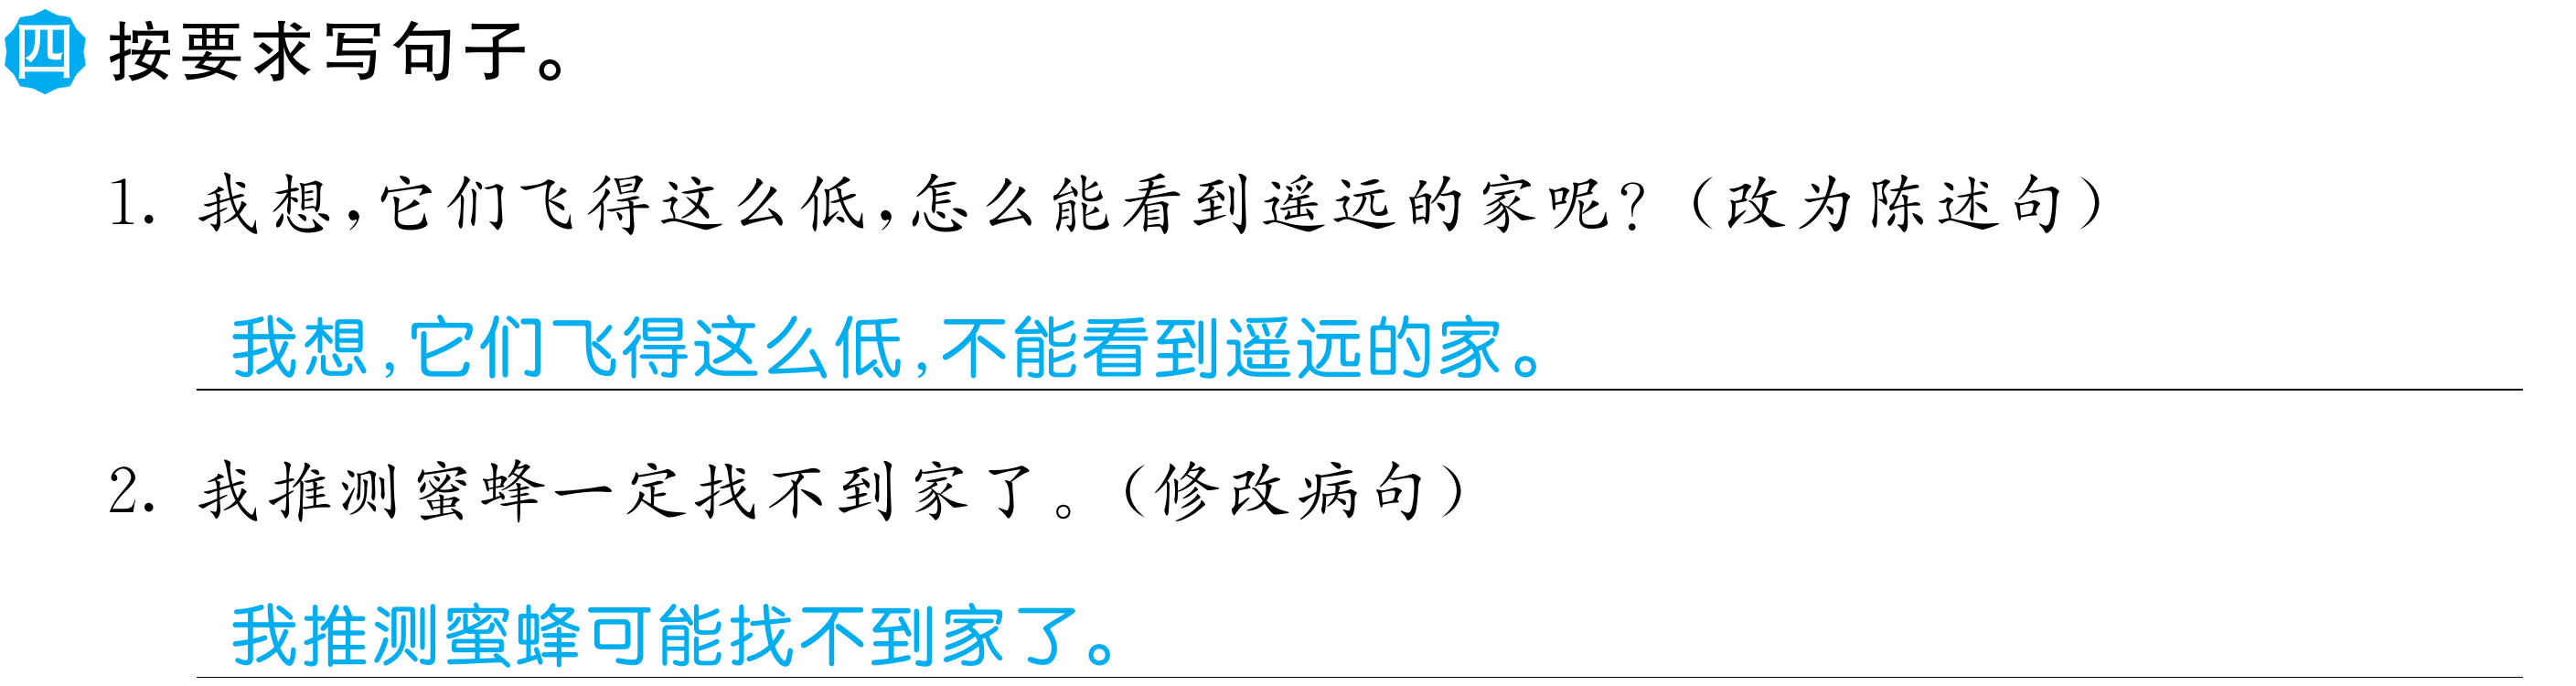 四 按要求写句子。
1. 我想,它们飞得这么低,怎么能看到遥远的家呢?(改为陈述句)
我想,它们飞得这么低,不能看到遥远的家。
2. 我推测蜜蜂一定找不到家了。(修改病句)
我推测蜜蜂可能找不到家了。